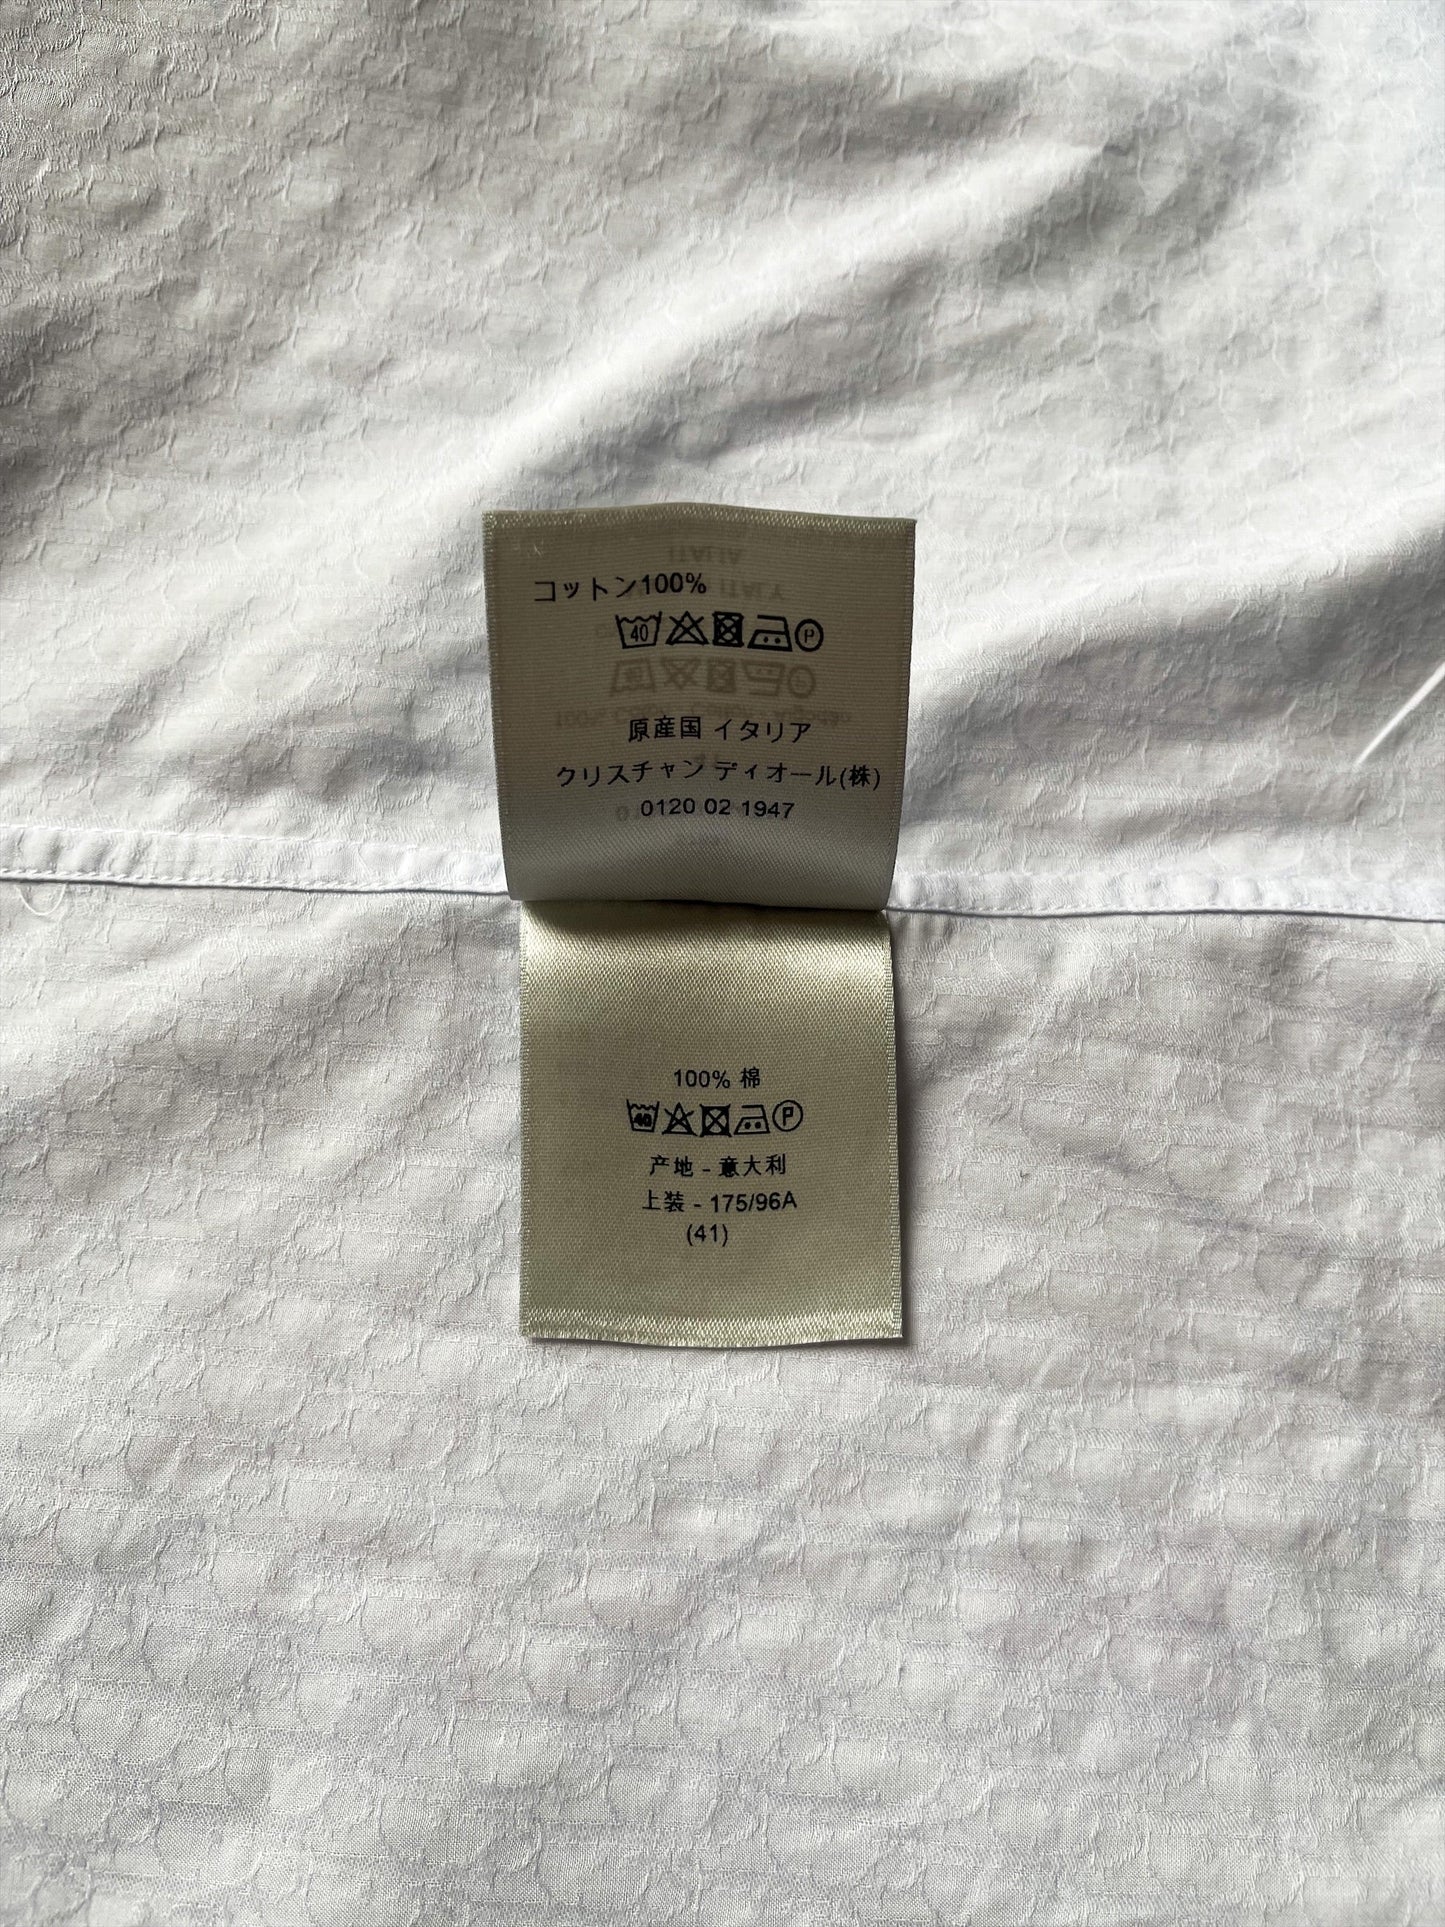 コットン100%
40 P
原産国 イタリア
クリスチャン ディオール(株)
0120 02 1947
100% 棉
40 P
产地 - 意大利
上装 - 175/96A
(41)